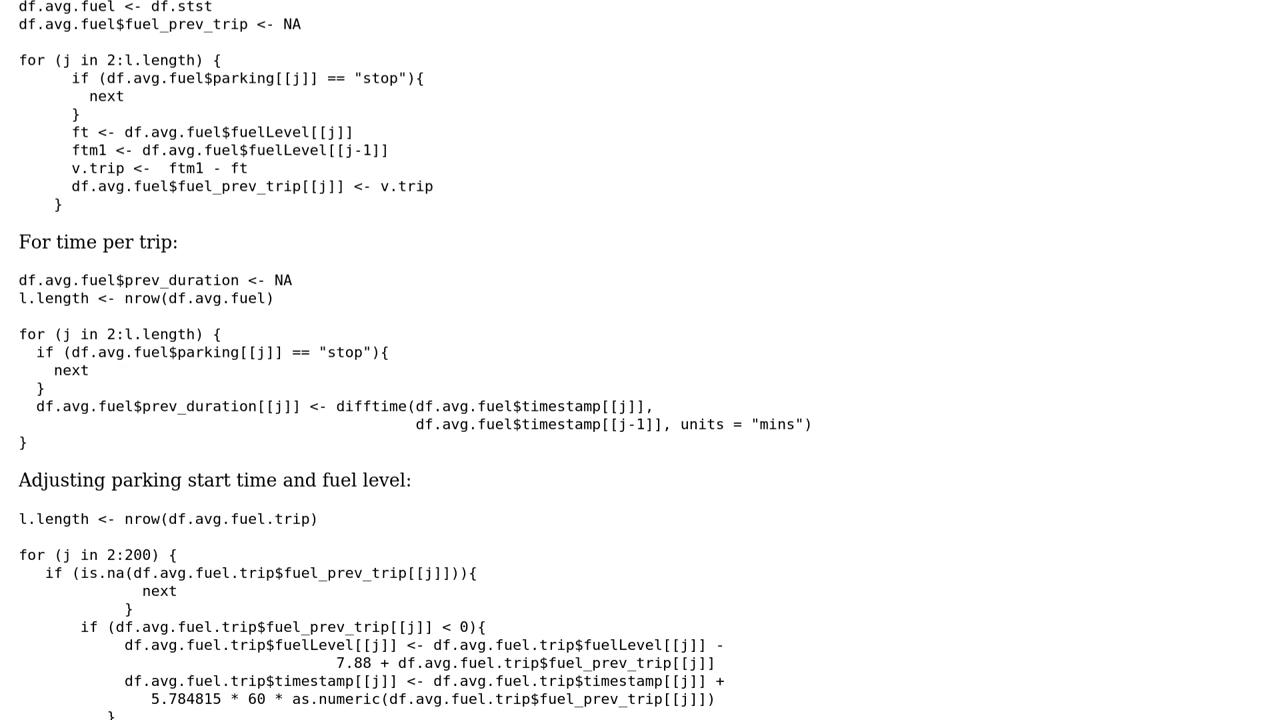 df.avg.fuel <- df.stst
df.avg.fuel$fuel_prev_trip <- NA
for (j in 2:l.length) {
if (df.avg.fuel$parking[[j]] == "stop"){
next
}
ft <- df.avg.fuel$fuelLevel[[j]]
ftm1 <- df.avg.fuel$fuelLevel[[j-1]]
v.trip <-  ftm1 - ft
df.avg.fuel$fuel_prev_trip[[j]] <- v.trip
}
For time per trip:
df.avg.fuel$prev_duration <- NA
l.length <- nrow(df.avg.fuel)
for (j in 2:l.length) {
if (df.avg.fuel$parking[[j]] == "stop"){
next
}
df.avg.fuel$prev_duration[[j]] <- difftime(df.avg.fuel$timestamp[[j]],
df.avg.fuel$timestamp[[j-1]], units = "mins")
}
Adjusting parking start time and fuel level:
l.length <- nrow(df.avg.fuel.trip)
for (j in 2:200) {
if (is.na(df.avg.fuel.trip$fuel_prev_trip[[j]])){
next
}
if (df.avg.fuel.trip$fuel_prev_trip[[j]] < 0){
df.avg.fuel.trip$fuelLevel[[j]] <- df.avg.fuel.trip$fuelLevel[[j]] -
7.88 + df.avg.fuel.trip$fuel_prev_trip[[j]]
df.avg.fuel.trip$timestamp[[j]] <- df.avg.fuel.trip$timestamp[[j]] +
5.784815 * 60 * as.numeric(df.avg.fuel.trip$fuel_prev_trip[[j]])
}